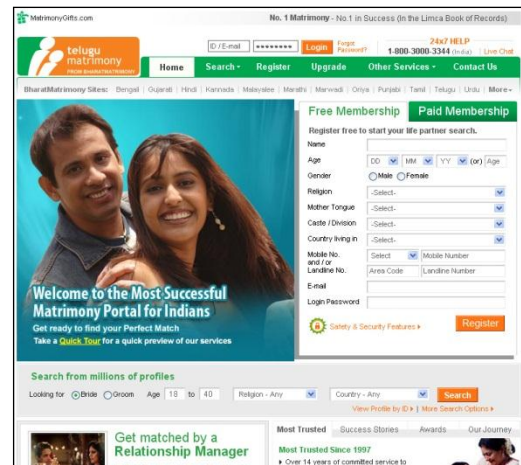 MatrimonyGifts.com
No. 1 Matrimony - No.1 in Success (In the Limca Book of Records)
telugu
matrimony
FROM BHARATMATRIMONY
ID / E-mail
Login
Forgot
Password?
24x7 HELP
1-800-3000-3344 (India) | Live Chat
Home Search Register Upgrade Other Services Contact Us
BharatMatrimony Sites: Bengali | Gujarati | Hindi | Kannada | Malayalee | Marathi | Marwadi | Oriya | Punjabi | Tamil | Telugu | Urdu | More
Free Membership Paid Membership
Register free to start your life partner search.
Name
Age DD MM YY (or) Age
Gender Male Female
Religion -Select-
Mother Tongue -Select-
Caste / Division -Select-
Country living in -Select-
Mobile No. Select Mobile Number
and / or
Landline No. Area Code Landline Number
E-mail
Login Password
Safety & Security Features
Register
Welcome to the Most Successful
Matrimony Portal for Indians
Get ready to find your Perfect Match
Take a Quick Tour for a quick preview of our services
Search from millions of profiles
Looking for Bride Groom Age 18 to 40 Religion - Any Country - Any Search
View Profile by ID | More Search Options
Get matched by a
Relationship Manager
Most Trusted Success Stories Awards Our Journey
Most Trusted Since 1997
Over 14 years of committed service to